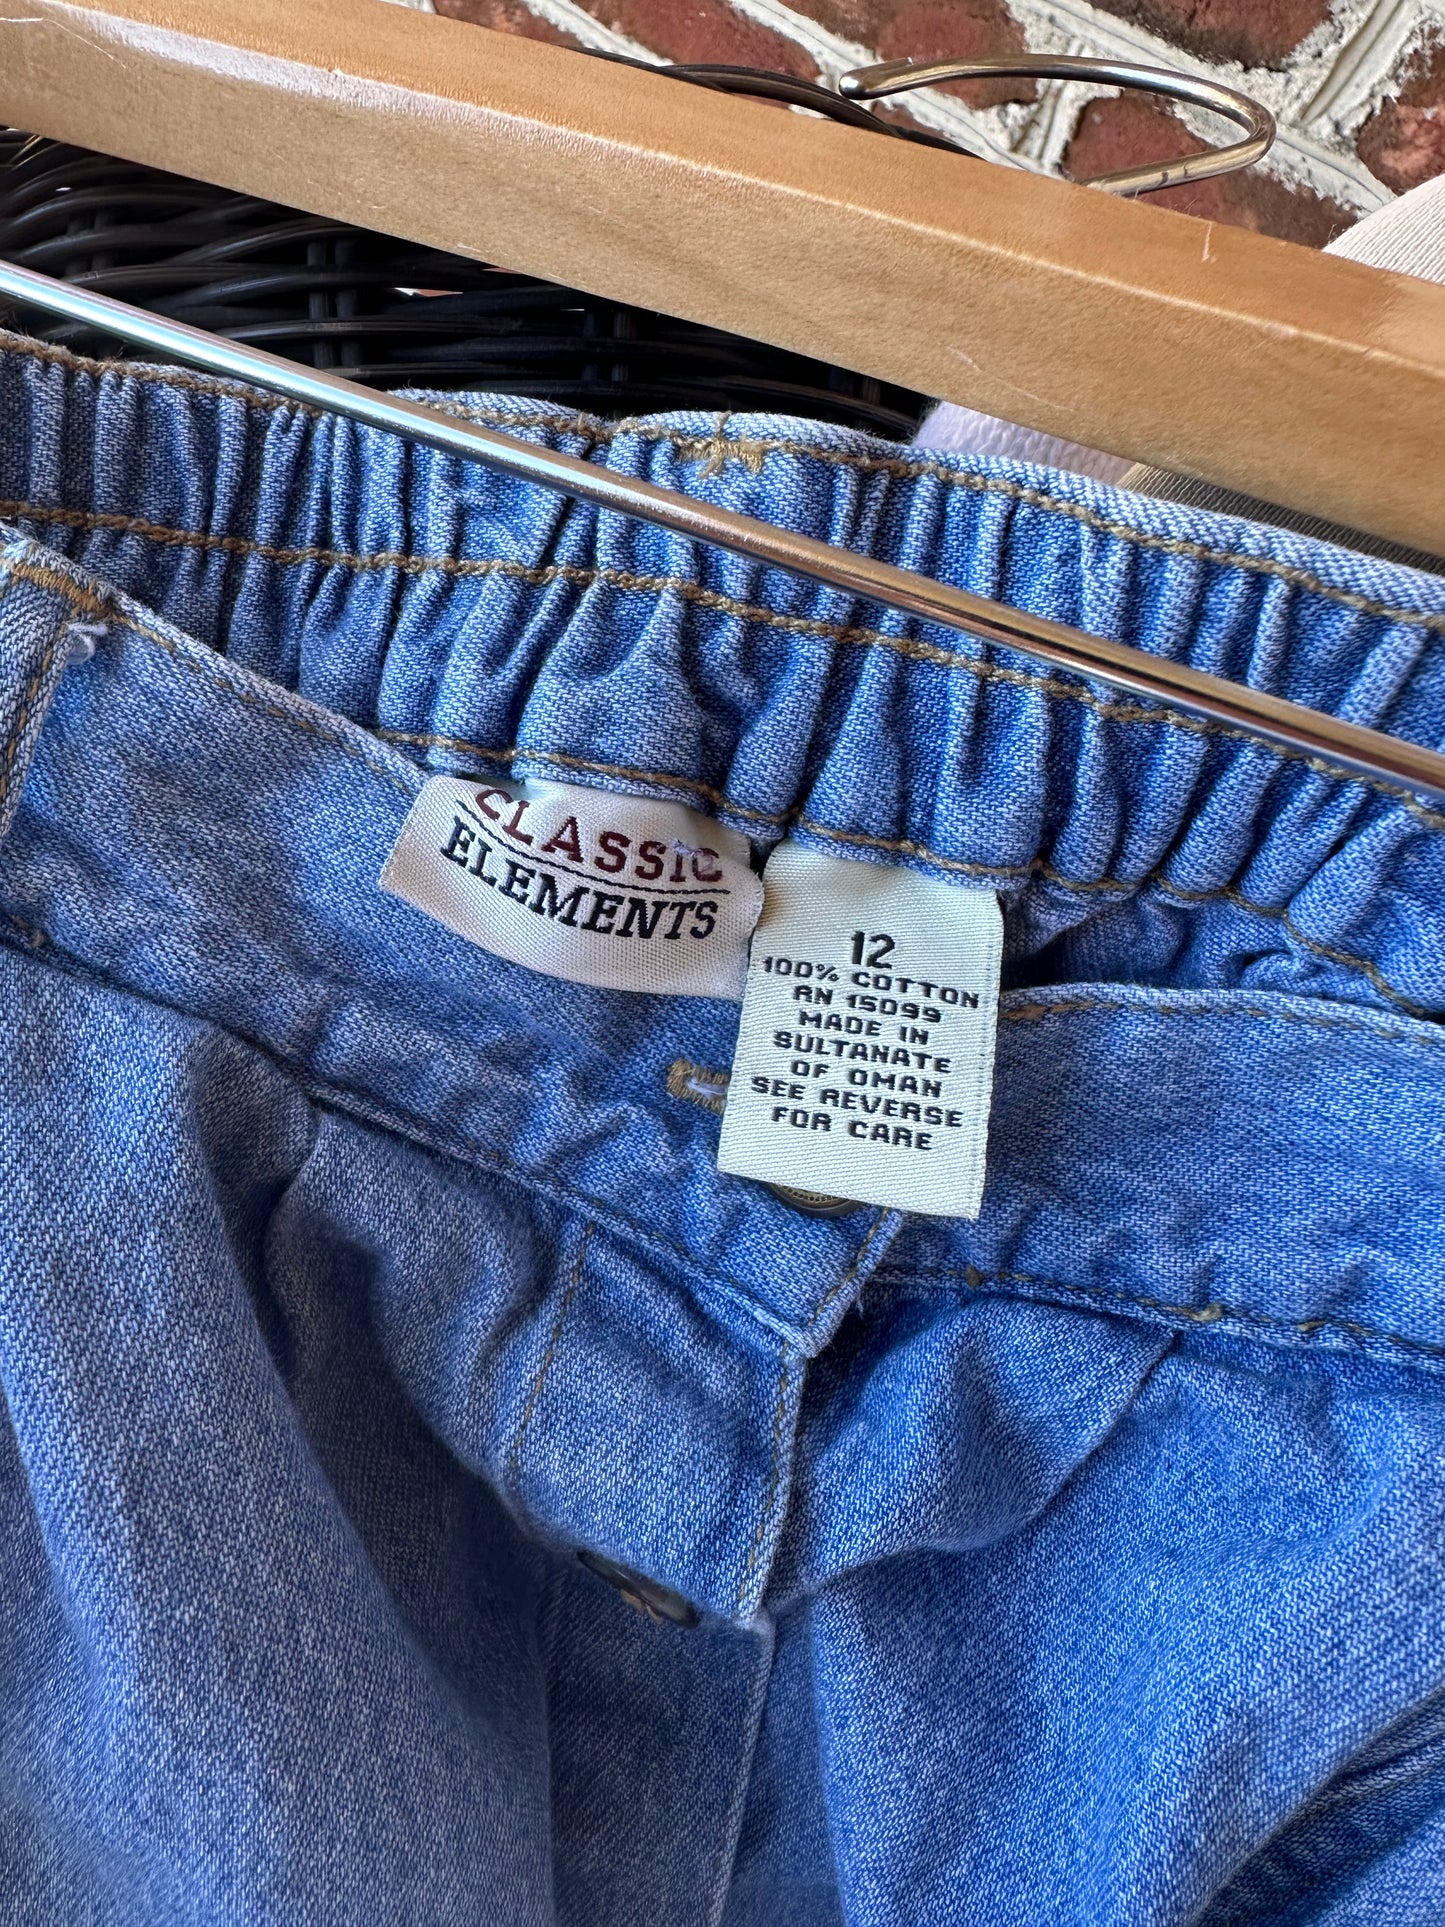 CLASSIC
ELEMENTS
12
100% COTTON
RN 15099
MADE IN
SULTANATE
OF OMAN
SEE REVERSE
FOR CARE